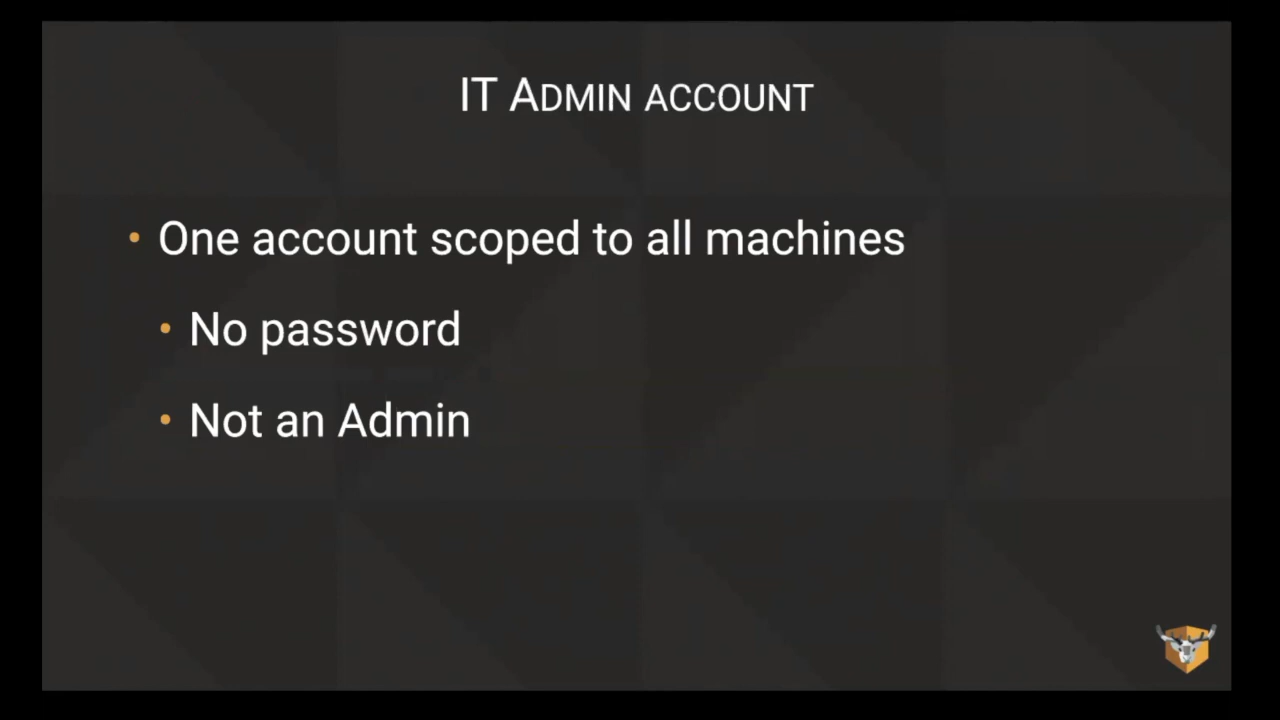 IT Admin account
• One account scoped to all machines
• No password
• Not an Admin